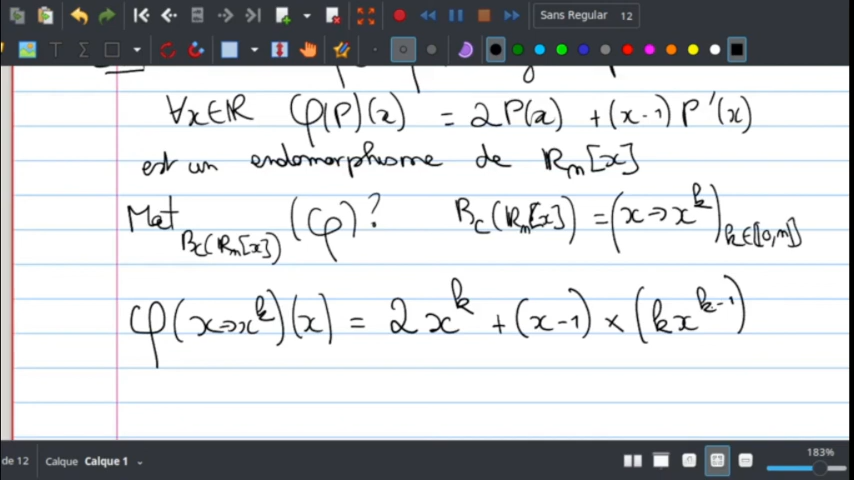 Sans Regular 12
∀x∈ℝ φ(P)(x) = 2P(x) + (x-1) P'(x)
est un endomorphisme de ℝn[x]
Mat Bc(ℝn[x]) (φ)? Bc(ℝn[x]) = (x→x^k) k∈[[0,n]]
φ(x→x^k)(x) = 2x^k + (x-1) × (kx^(k-1))
de 12 Calque Calque 1 183%